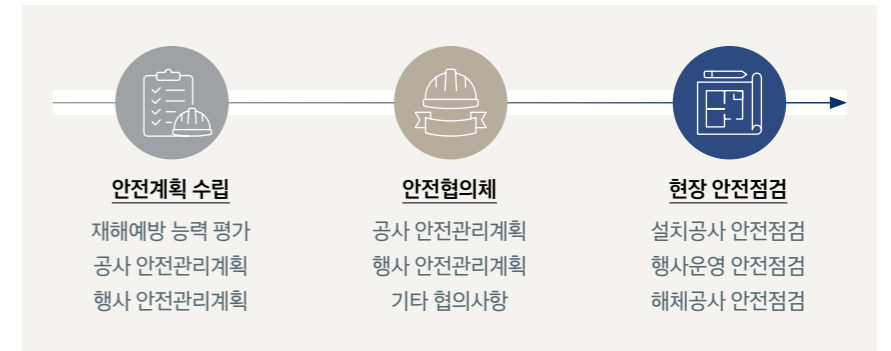 안전계획 수립
재해예방 능력 평가
공사 안전관리계획
행사 안전관리계획
안전협의체
공사 안전관리계획
행사 안전관리계획
기타 협의사항
현장 안전점검
설치공사 안전점검
행사운영 안전점검
해체공사 안전점검